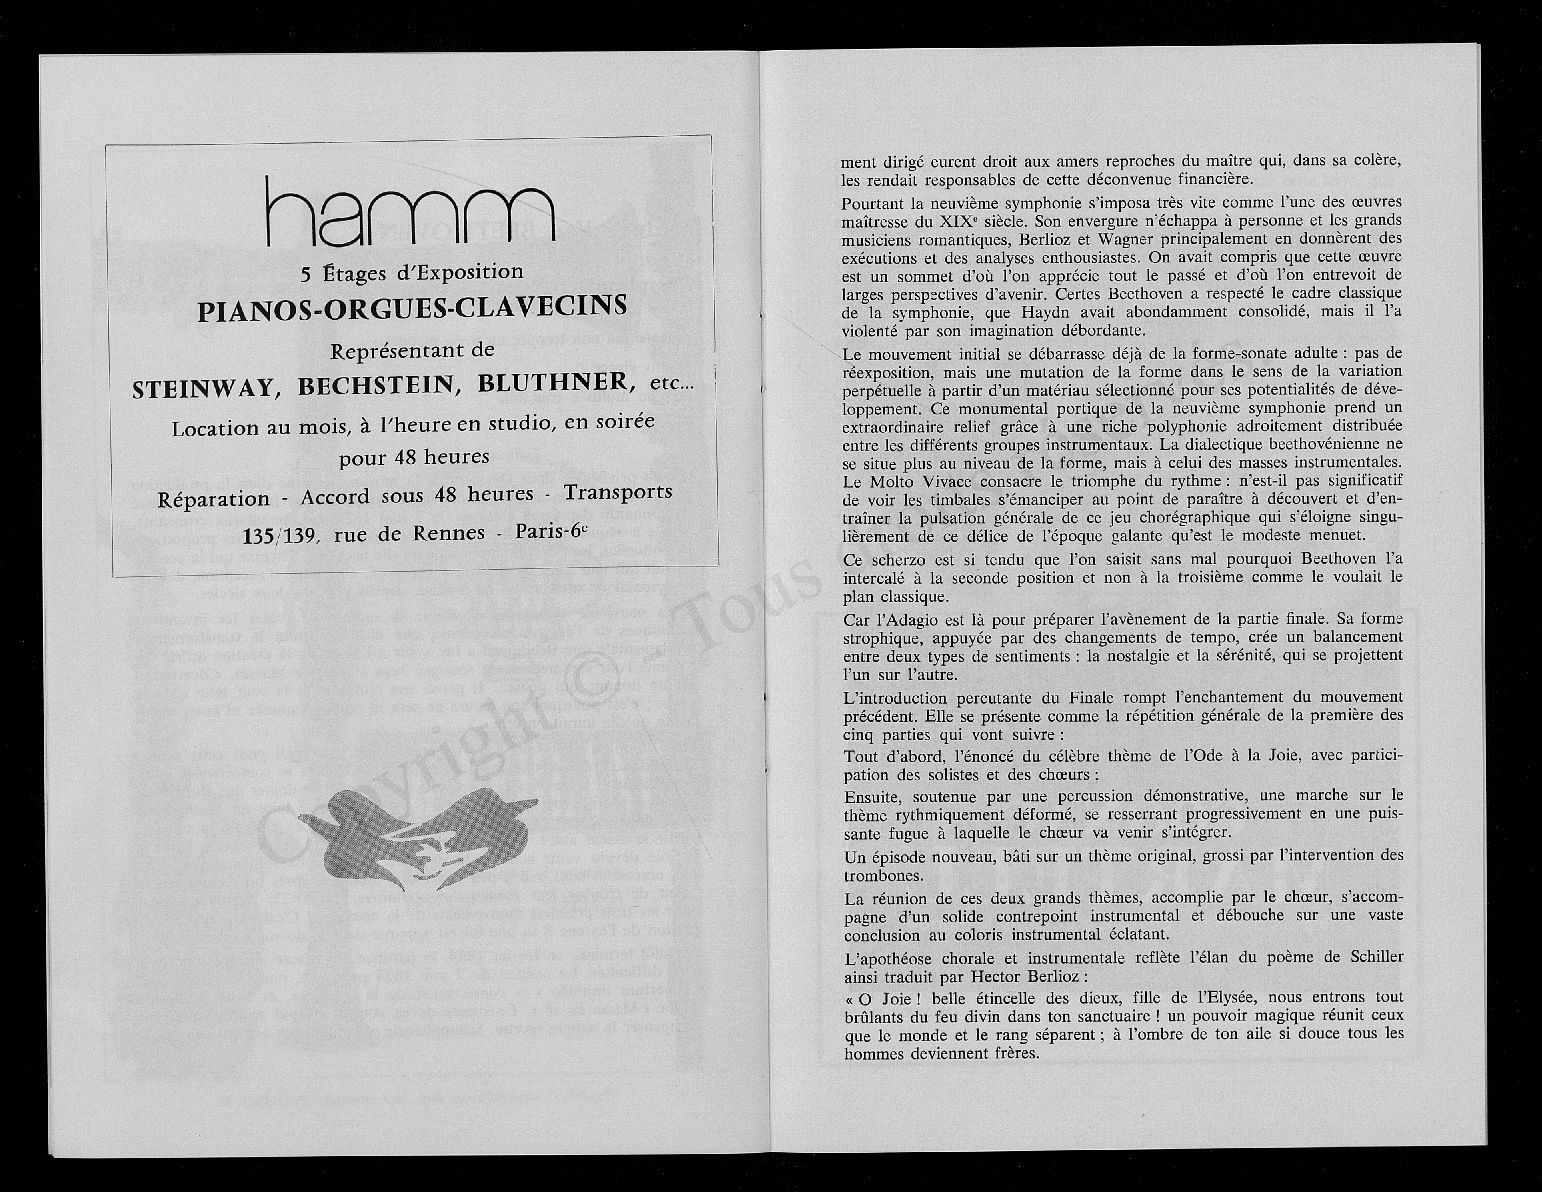 hamm
5 Étages d'Exposition
PIANOS-ORGUES-CLAVECINS
Représentant de
STEINWAY, BECHSTEIN, BLUTHNER, etc...
Location au mois, à l'heure en studio, en soirée
pour 48 heures
Réparation - Accord sous 48 heures - Transports
135/139, rue de Rennes - Paris-6e
ment dirigé eurent droit aux amers reproches du maître qui, dans sa colère,
les rendait responsables de cette déconvenue financière.
Pourtant la neuvième symphonie s'imposa très vite comme l'une des œuvres
maîtresse du XIXe siècle. Son envergure n'échappa à personne et les grands
musiciens romantiques, Berlioz et Wagner principalement en donnèrent des
exécutions et des analyses enthousiastes. On avait compris que cette œuvre
est un sommet d'où l'on apprécie tout le passé et d'où l'on entrevoit de
larges perspectives d'avenir. Certes Beethoven a respecté le cadre classique
de la symphonie, que Haydn avait abondamment consolidé, mais il l'a
violenté par son imagination débordante.
Le mouvement initial se débarrasse déjà de la forme-sonate adulte : pas de
réexposition, mais une mutation de la forme dans le sens de la variation
perpétuelle à partir d'un matériau sélectionné pour ses potentialités de déve-
loppement. Ce monumental portique de la neuvième symphonie prend un
extraordinaire relief grâce à une riche polyphonie adroitement distribuée
entre les différents groupes instrumentaux. La dialectique beethovénienne ne
se situe plus au niveau de la forme, mais à celui des masses instrumentales.
Le Molto Vivace consacre le triomphe du rythme : n'est-il pas significatif
de voir les timbales s'émanciper au point de paraître à découvert et d'en-
traîner la pulsation générale de ce jeu chorégraphique qui s'éloigne singu-
lièrement de ce délice de l'époque galante qu'est le modeste menuet.
Ce scherzo est si tendu que l'on saisit sans mal pourquoi Beethoven l'a
intercalé à la seconde position et non à la troisième comme le voulait le
plan classique.
Car l'Adagio est là pour préparer l'avènement de la partie finale. Sa forme
strophique, appuyée par des changements de tempo, crée un balancement
entre deux types de sentiments : la nostalgie et la sérénité, qui se projettent
l'un sur l'autre.
L'introduction percutante du Finale rompt l'enchantement du mouvement
précédent. Elle se présente comme la répétition générale de la première des
cinq parties qui vont suivre :
Tout d'abord, l'énoncé du célèbre thème de l'Ode à la Joie, avec partici-
pation des solistes et des chœurs :
Ensuite, soutenue par une percussion démonstrative, une marche sur le
thème rythmiquement déformé, se resserrant progressivement en une puis-
sante fugue à laquelle le chœur va venir s'intégrer.
Un épisode nouveau, bâti sur un thème original, grossi par l'intervention des
trombones.
La réunion de ces deux grands thèmes, accomplie par le chœur, s'accom-
pagne d'un solide contrepoint instrumental et débouche sur une vaste
conclusion au coloris instrumental éclatant.
L'apothéose chorale et instrumentale reflète l'élan du poème de Schiller
ainsi traduit par Hector Berlioz :
« O Joie ! belle étincelle des dieux, fille de l'Elysée, nous entrons tout
brûlants du feu divin dans ton sanctuaire ! un pouvoir magique réunit ceux
que le monde et le rang séparent ; à l'ombre de ton aile si douce tous les
hommes deviennent frères.
Copyright © - Tous